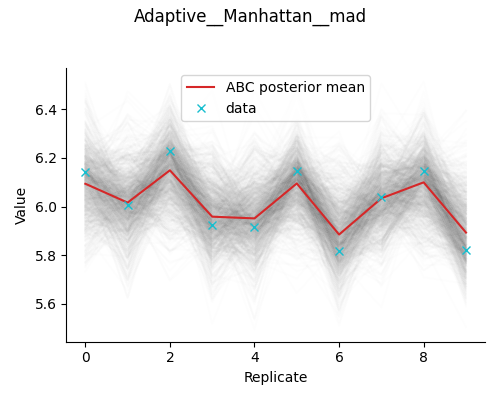 Adaptive__Manhattan__mad
ABC posterior mean
data
6.4
6.2
6.0
5.8
5.6
Value
0 2 4 6 8
Replicate